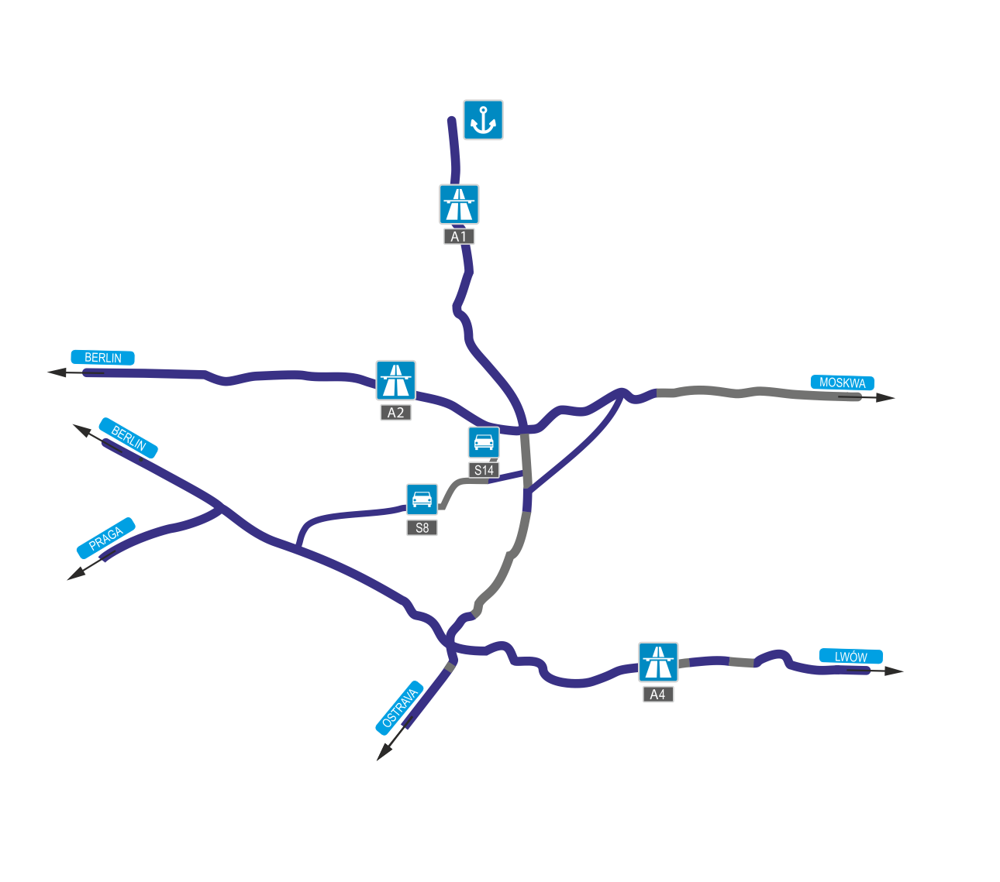 A1
BERLIN
A2
MOSKWA
BERLIN
S14
S8
PRAGA
LWÓW
A4
OSTRAVA